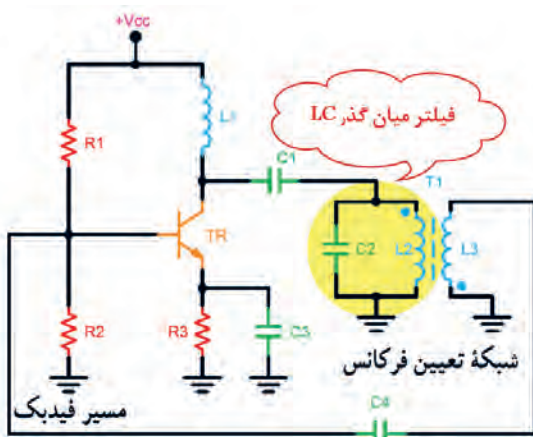 +Vcc
R1
L1
فیلتر میان گذر LC
C1
T1
TR
C2
L2
L3
R2
R3
C3
شبکهٔ تعیین فرکانس
مسیر فیدبک
C4